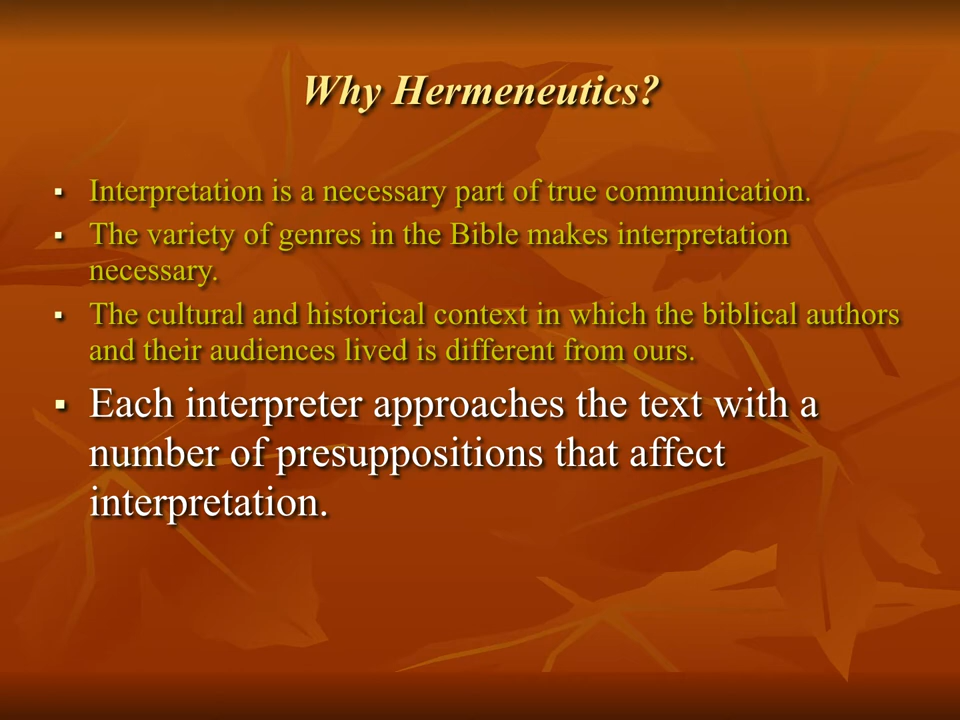 Why Hermeneutics?
▪ Interpretation is a necessary part of true communication.
▪ The variety of genres in the Bible makes interpretation
necessary.
▪ The cultural and historical context in which the biblical authors
and their audiences lived is different from ours.
▪ Each interpreter approaches the text with a
number of presuppositions that affect
interpretation.